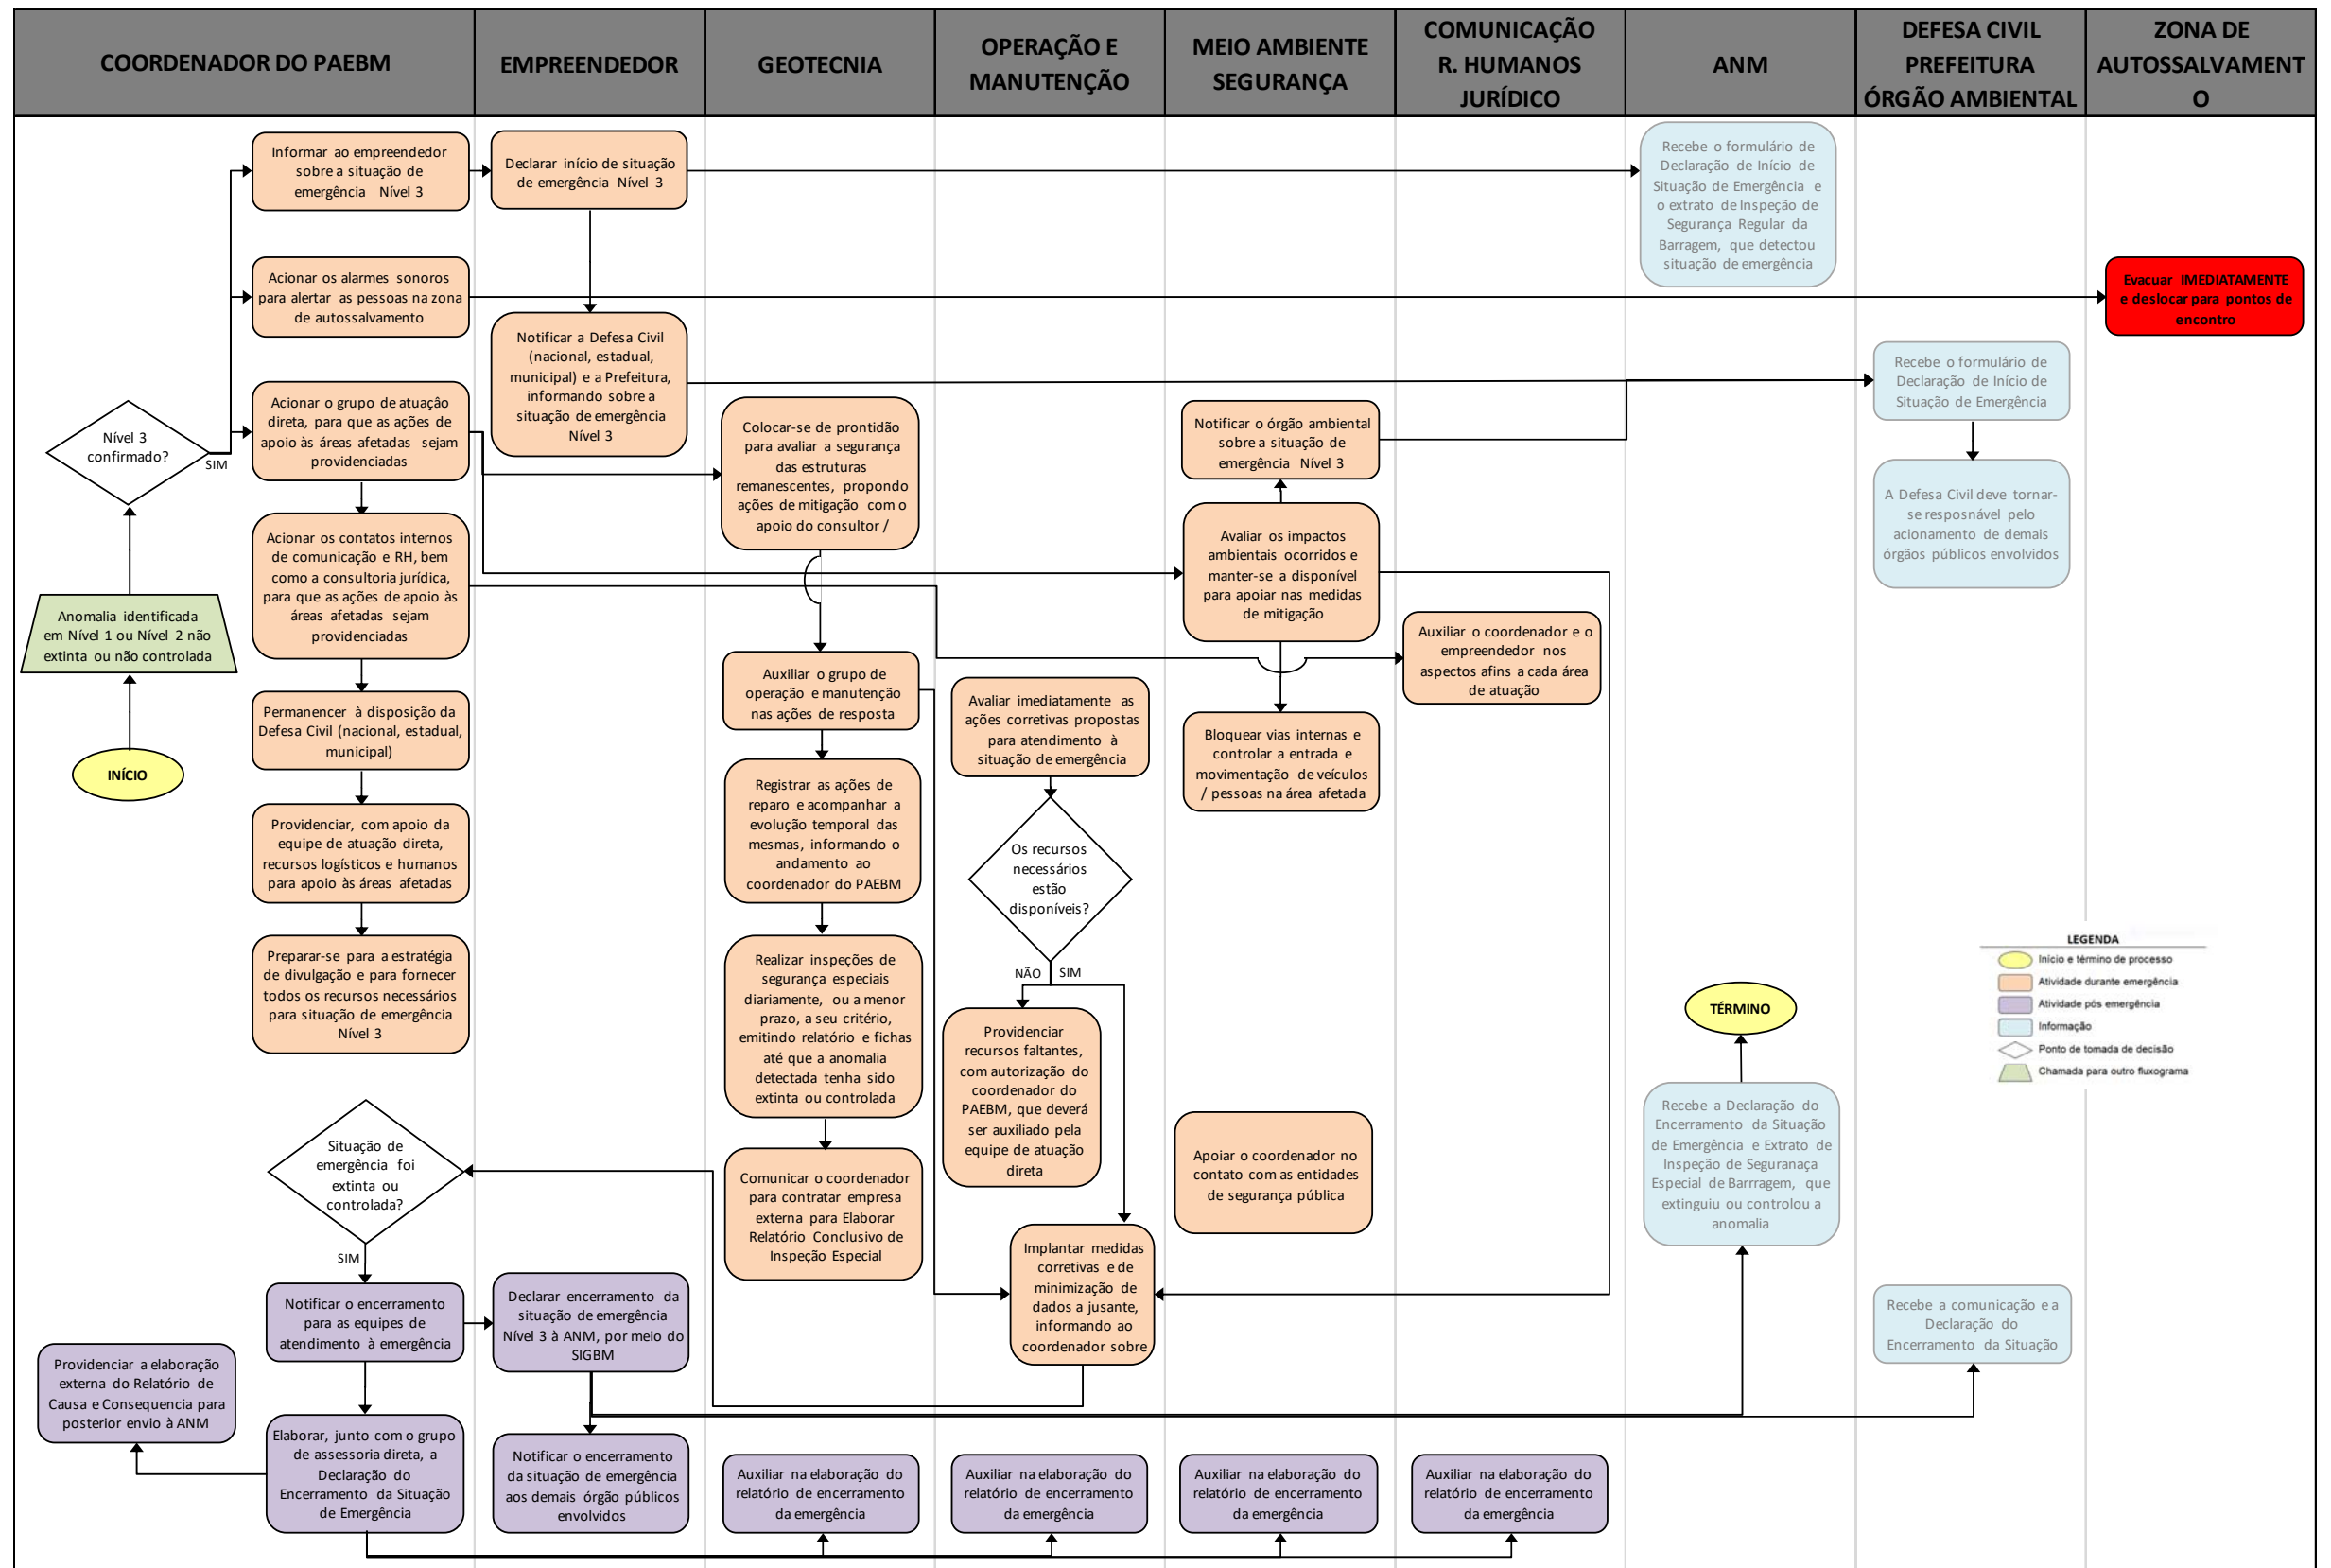 COORDENADOR DO PAEBM
EMPREENDEDOR
GEOTECNIA
OPERAÇÃO E
MANUTENÇÃO
MEIO AMBIENTE
SEGURANÇA
COMUNICAÇÃO
R. HUMANOS
JURÍDICO
ANM
DEFESA CIVIL
PREFEITURA
ÓRGÃO AMBIENTAL
ZONA DE
AUTOSSALVAMENT
O
Informar ao empreendedor
sobre a situação de
emergência Nível 3
Acionar os alarmes sonoros
para alertar as pessoas na zona
de autossalvamento
Acionar o grupo de atuação
direta, para que as ações de
apoio às áreas afetadas sejam
providenciadas
Nível 3
confirmado?
SIM
Acionar os contatos internos
de comunicação e RH, bem
como a consultoria jurídica,
para que as ações de apoio às
áreas afetadas sejam
providenciadas
Anomalia identificada
em Nível 1 ou Nível 2 não
extinta ou não controlada
INÍCIO
Permanencer à disposição da
Defesa Civil (nacional, estadual,
municipal)
Providenciar, com apoio da
equipe de atuação direta,
recursos logísticos e humanos
para apoio às áreas afetadas
Preparar-se para a estratégia
de divulgação e para fornecer
todos os recursos necessários
para situação de emergência
Nível 3
Situação de
emergência foi
extinta ou
controlada?
SIM
Notificar o encerramento
para as equipes de
atendimento à emergência
Providenciar a elaboração
externa do Relatório de
Causa e Consequencia para
posterior envio à ANM
Elaborar, junto com o grupo
de assessoria direta, a
Declaração do
Encerramento da Situação
de Emergência
Declarar início de situação
de emergência Nível 3
Notificar a Defesa Civil
(nacional, estadual,
municipal) e a Prefeitura,
informando sobre a
situação de emergência
Nível 3
Declarar encerramento da
situação de emergência
Nível 3 à ANM, por meio do
SIGBM
Notificar o encerramento
da situação de emergência
aos demais órgão públicos
envolvidos
Colocar-se de prontidão
para avaliar a segurança
das estruturas
remanescentes, propondo
ações de mitigação com o
apoio do consultor /
Auxiliar o grupo de
operação e manutenção
nas ações de resposta
Registrar as ações de
reparo e acompanhar a
evolução temporal das
mesmas, informando o
andamento ao
coordenador do PAEBM
Realizar inspeções de
segurança especiais
diariamente, ou a menor
prazo, a seu critério,
emitindo relatório e fichas
até que a anomalia
detectada tenha sido
extinta ou controlada
Comunicar o coordenador
para contratar empresa
externa para Elaborar
Relatório Conclusivo de
Inspeção Especial
Auxiliar na elaboração do
relatório de encerramento
da emergência
Avaliar imediatamente as
ações corretivas propostas
para atendimento à
situação de emergência
Os recursos
necessários
estão
disponíveis?
NÃO
SIM
Providenciar
recursos faltantes,
com autorização do
coordenador do
PAEBM, que deverá
ser auxiliado pela
equipe de atuação
direta
Implantar medidas
corretivas e de
minimização de
dados a jusante,
informando ao
coordenador sobre
Auxiliar na elaboração do
relatório de encerramento
da emergência
Notificar o órgão ambiental
sobre a situação de
emergência Nível 3
Avaliar os impactos
ambientais ocorridos e
manter-se a disponível
para apoiar nas medidas
de mitigação
Bloquear vias internas e
controlar a entrada e
movimentação de veículos
/ pessoas na área afetada
Apoiar o coordenador no
contato com as entidades
de segurança pública
Auxiliar na elaboração do
relatório de encerramento
da emergência
Auxiliar o coordenador e o
empreendedor nos
aspectos afins a cada área
de atuação
Auxiliar na elaboração do
relatório de encerramento
da emergência
Recebe o formulário de
Declaração de Início de
Situação de Emergência e
o extrato de Inspeção de
Segurança Regular da
Barragem, que detectou
situação de emergência
TÉRMINO
Recebe a Declaração do
Encerramento da Situação
de Emergência e Extrato de
Inspeção de Seguranaça
Especial de Barrragem, que
extinguiu ou controlou a
anomalia
Recebe o formulário de
Declaração de Início de
Situação de Emergência
A Defesa Civil deve tornar-
se resposnável pelo
acionamento de demais
órgãos públicos envolvidos
Recebe a comunicação e a
Declaração do
Encerramento da Situação
Evacuar IMEDIATAMENTE
e deslocar para pontos de
encontro
LEGENDA
Início e término de processo
Atividade durante emergência
Atividade pós emergência
Informação
Ponto de tomada de decisão
Chamada para outro fluxograma